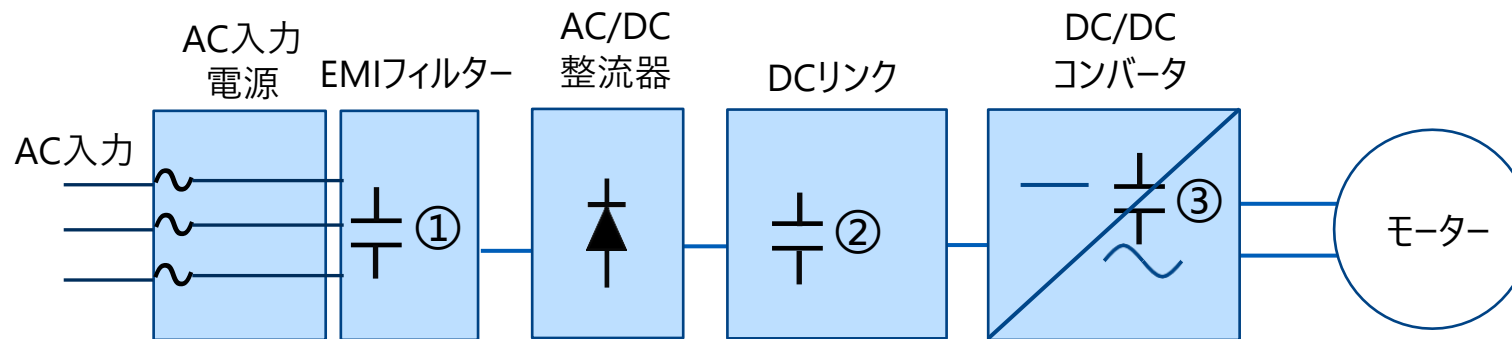 AC入力
電源
EMIフィルター
AC/DC
整流器
DCリンク
DC/DC
コンバータ
AC入力
①
②
③
モーター